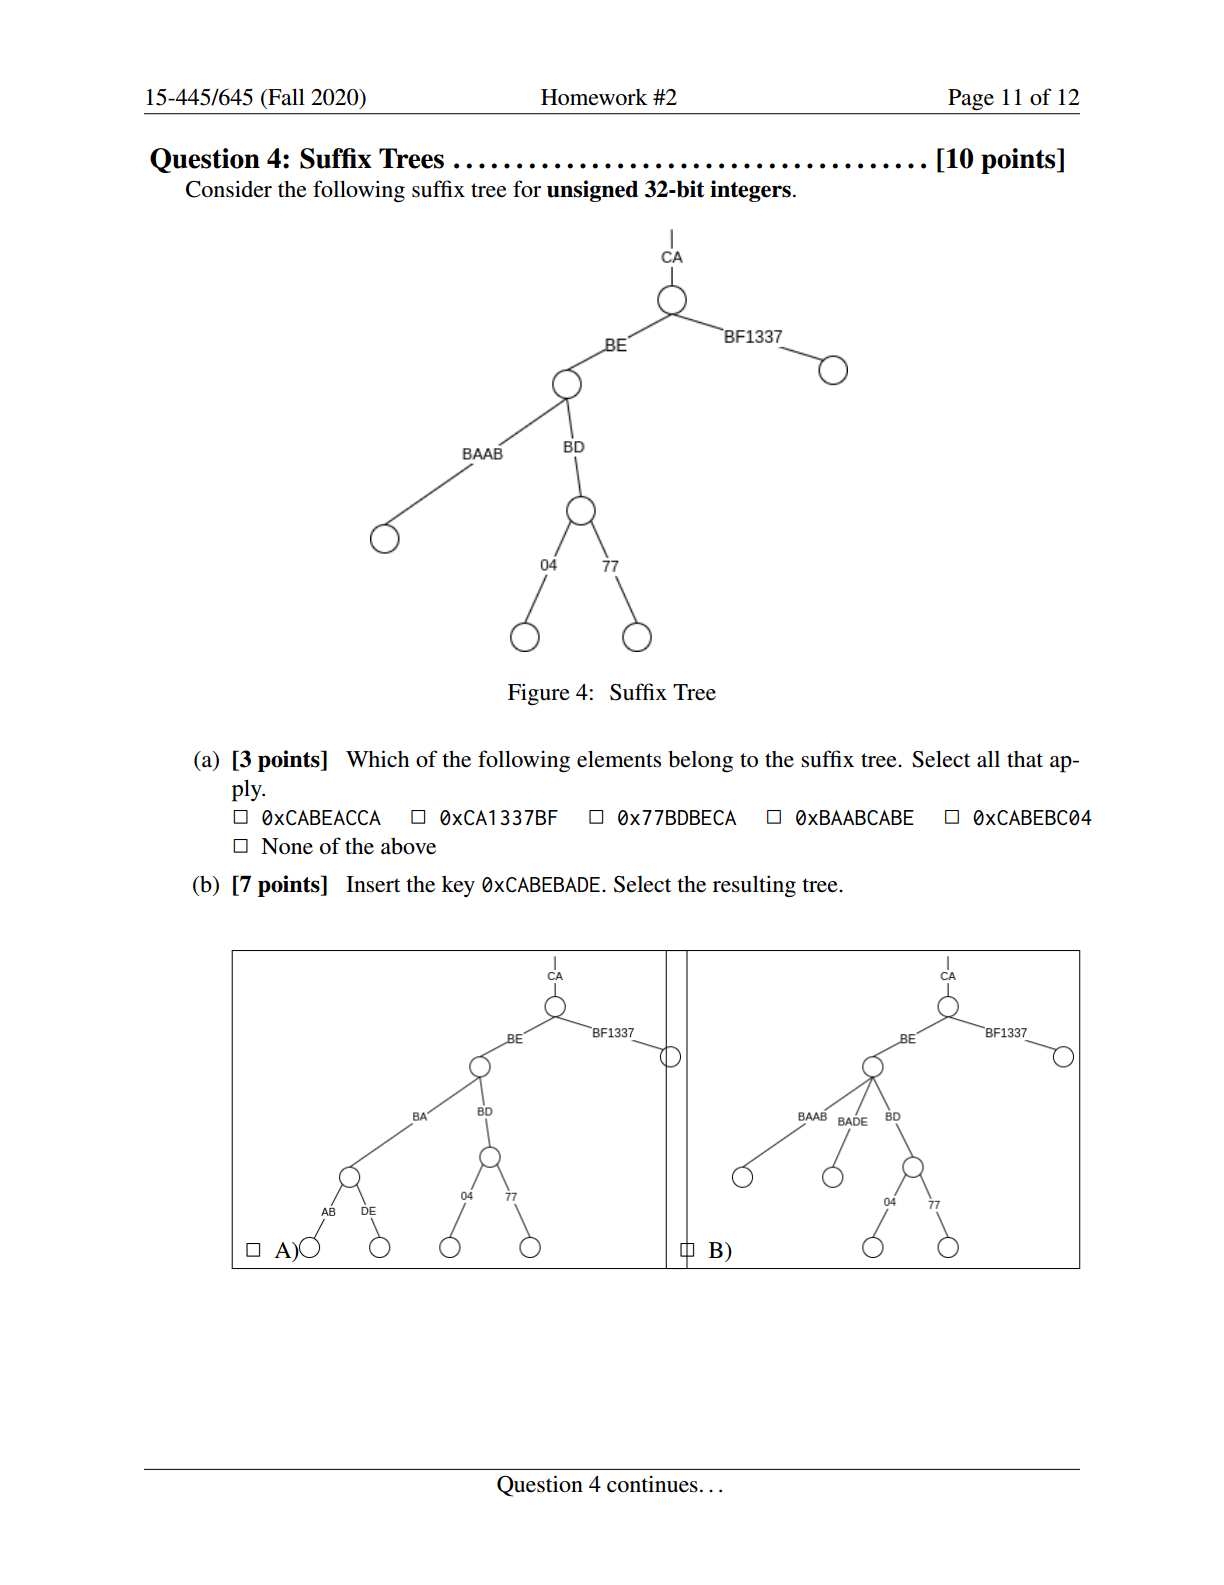 15-445/645 (Fall 2020) Homework #2 Page 11 of 12
Question 4: Suffix Trees . . . . . . . . . . . . . . . . . . . . . . . . . . . . . . . . . . . . . . [10 points]
Consider the following suffix tree for unsigned 32-bit integers.
CA
BE BF1337
BAAB BD
04 77
Figure 4: Suffix Tree
(a) [3 points] Which of the following elements belong to the suffix tree. Select all that ap-
ply.
□ 0xCABEACCA □ 0xCA1337BF □ 0x77BDBECA □ 0xBAABCABE □ 0xCABEBC04
□ None of the above
(b) [7 points] Insert the key 0xCABEBADE. Select the resulting tree.
CA
BE BF1337
BA BD
04 77
AB DE
□ A)
CA
BE BF1337
BAAB BADE BD
04 77
□ B)
Question 4 continues. . .